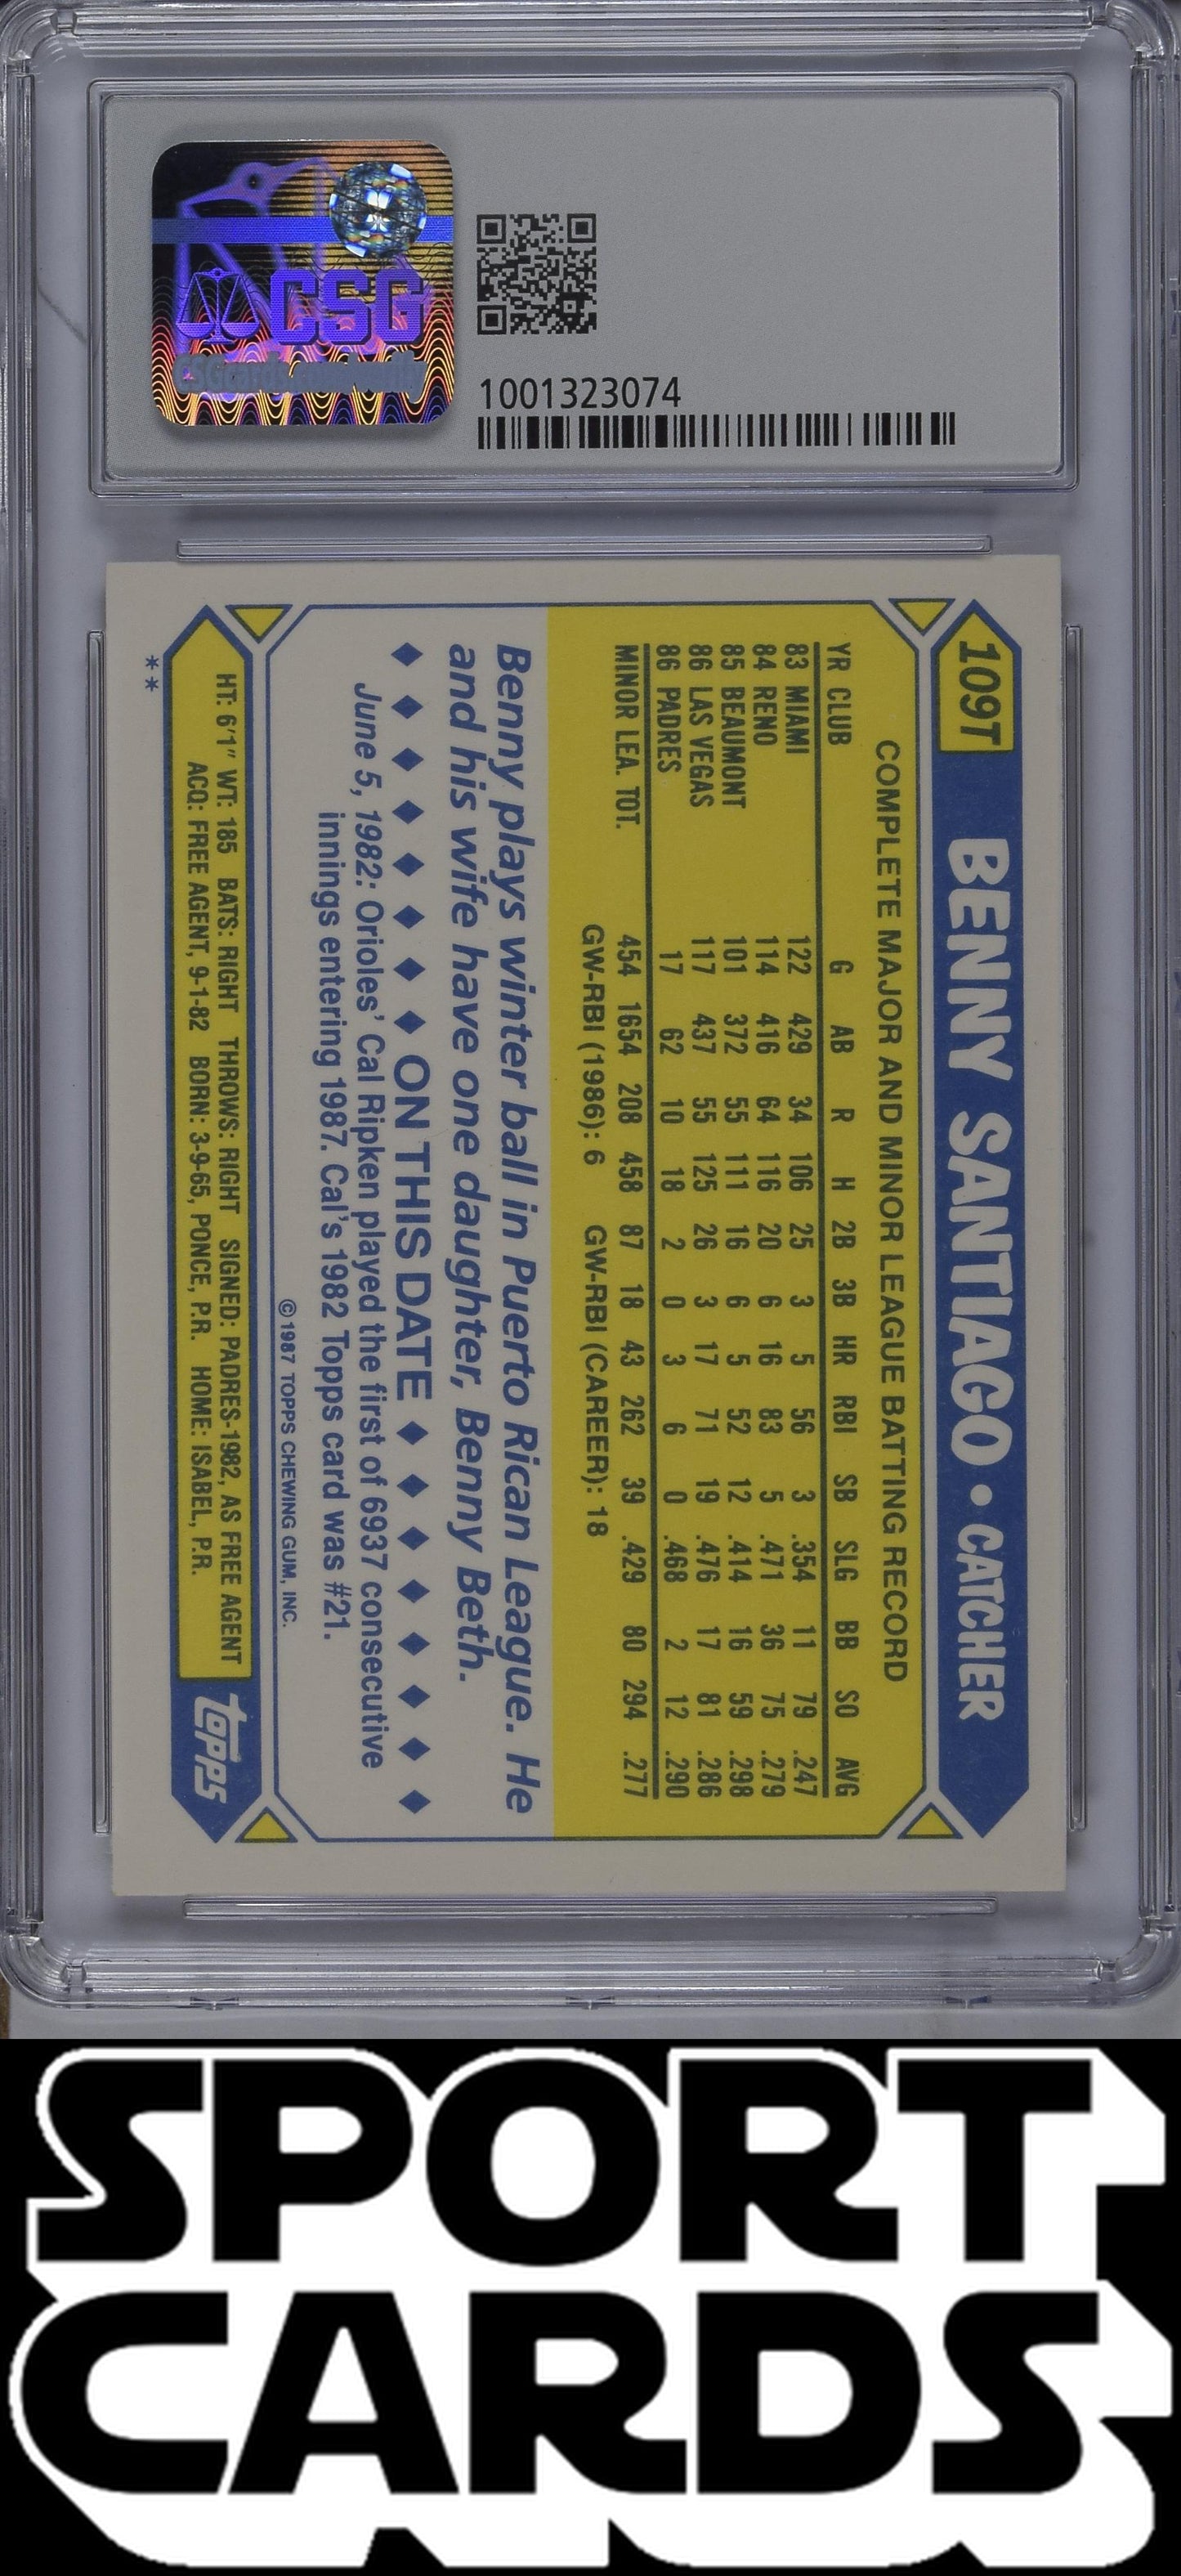 CSG
CSGcards.com/verify
1001323074
109T BENNY SANTIAGO • CATCHER
COMPLETE MAJOR AND MINOR LEAGUE BATTING RECORD
YR CLUB G AB R H 2B 3B HR RBI SB SLG BB SO AVG
83 MIAMI 122 429 34 106 25 3 5 56 3 .354 11 79 .247
84 RENO 114 416 64 116 20 6 16 83 5 .471 36 75 .279
85 BEAUMONT 101 372 55 111 16 6 5 52 12 .414 16 59 .298
86 LAS VEGAS 117 437 55 125 26 3 17 71 19 .476 17 81 .286
86 PADRES 17 62 10 18 2 0 3 6 0 .468 2 12 .290
MINOR LEA. TOT. 454 1654 208 458 87 18 43 262 39 .429 80 294 .277
GW-RBI (1986): 6 GW-RBI (CAREER): 18
Benny plays winter ball in Puerto Rican League. He
and his wife have one daughter, Benny Beth.
ON THIS DATE
June 5, 1982: Orioles' Cal Ripken played the first of 6937 consecutive
innings entering 1987. Cal's 1982 Topps card was #21.
© 1987 TOPPS CHEWING GUM, INC.
HT: 6'1" WT: 185 BATS: RIGHT THROWS: RIGHT SIGNED: PADRES-1982, AS FREE AGENT
ACQ: FREE AGENT, 9-1-82 BORN: 3-9-65, PONCE, P.R. HOME: ISABEL, P.R.
topps
**
SPORT
CARDS